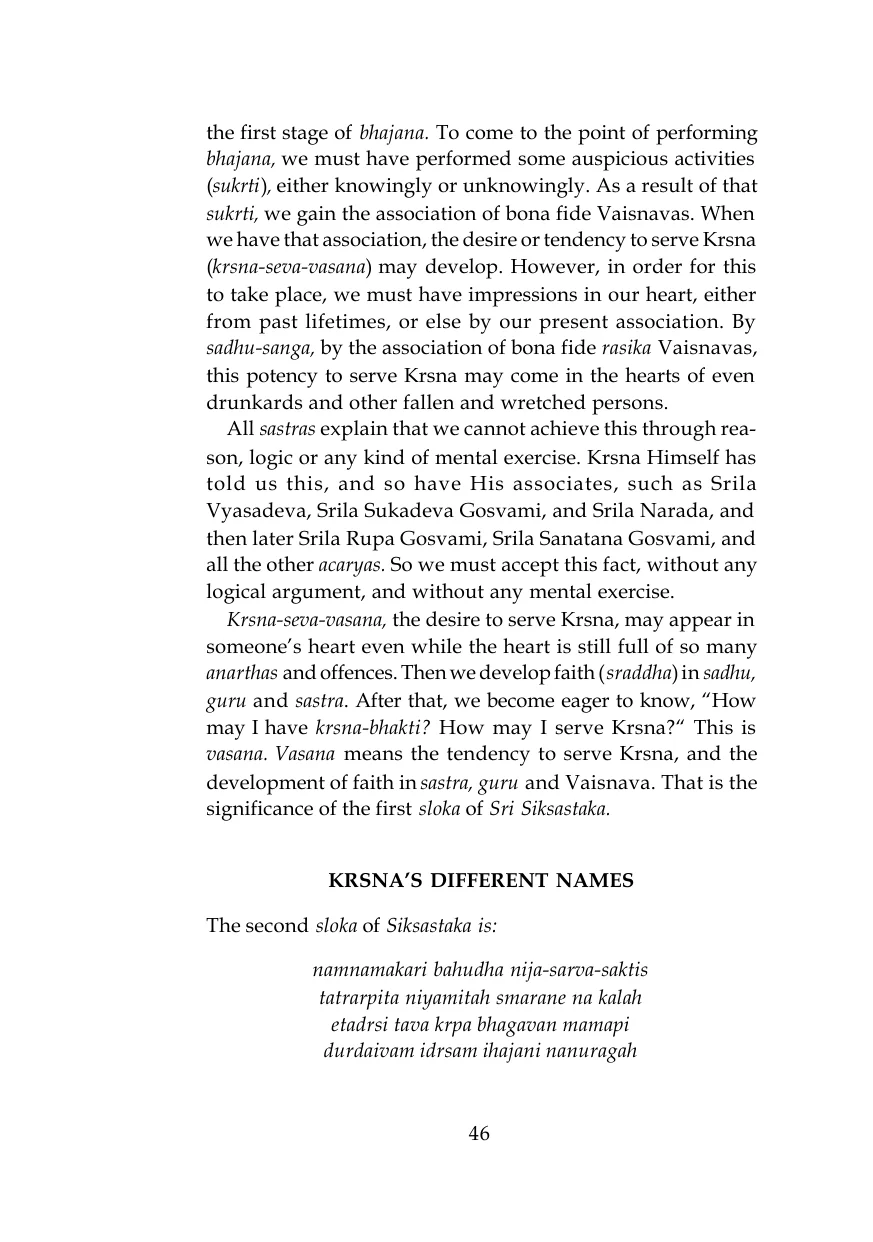 the first stage of bhajana. To come to the point of performing
bhajana, we must have performed some auspicious activities
(sukrti), either knowingly or unknowingly. As a result of that
sukrti, we gain the association of bona fide Vaisnavas. When
we have that association, the desire or tendency to serve Krsna
(krsna-seva-vasana) may develop. However, in order for this
to take place, we must have impressions in our heart, either
from past lifetimes, or else by our present association. By
sadhu-sanga, by the association of bona fide rasika Vaisnavas,
this potency to serve Krsna may come in the hearts of even
drunkards and other fallen and wretched persons.
All sastras explain that we cannot achieve this through rea-
son, logic or any kind of mental exercise. Krsna Himself has
told us this, and so have His associates, such as Srila
Vyasadeva, Srila Sukadeva Gosvami, and Srila Narada, and
then later Srila Rupa Gosvami, Srila Sanatana Gosvami, and
all the other acaryas. So we must accept this fact, without any
logical argument, and without any mental exercise.
Krsna-seva-vasana, the desire to serve Krsna, may appear in
someone’s heart even while the heart is still full of so many
anarthas and offences. Then we develop faith (sraddha) in sadhu,
guru and sastra. After that, we become eager to know, “How
may I have krsna-bhakti? How may I serve Krsna?“ This is
vasana. Vasana means the tendency to serve Krsna, and the
development of faith in sastra, guru and Vaisnava. That is the
significance of the first sloka of Sri Siksastaka.
KRSNA’S DIFFERENT NAMES
The second sloka of Siksastaka is:
namnamakari bahudha nija-sarva-saktis
tatrarpita niyamitah smarane na kalah
etadrsi tava krpa bhagavan mamapi
durdaivam idrsam ihajani nanuragah
46